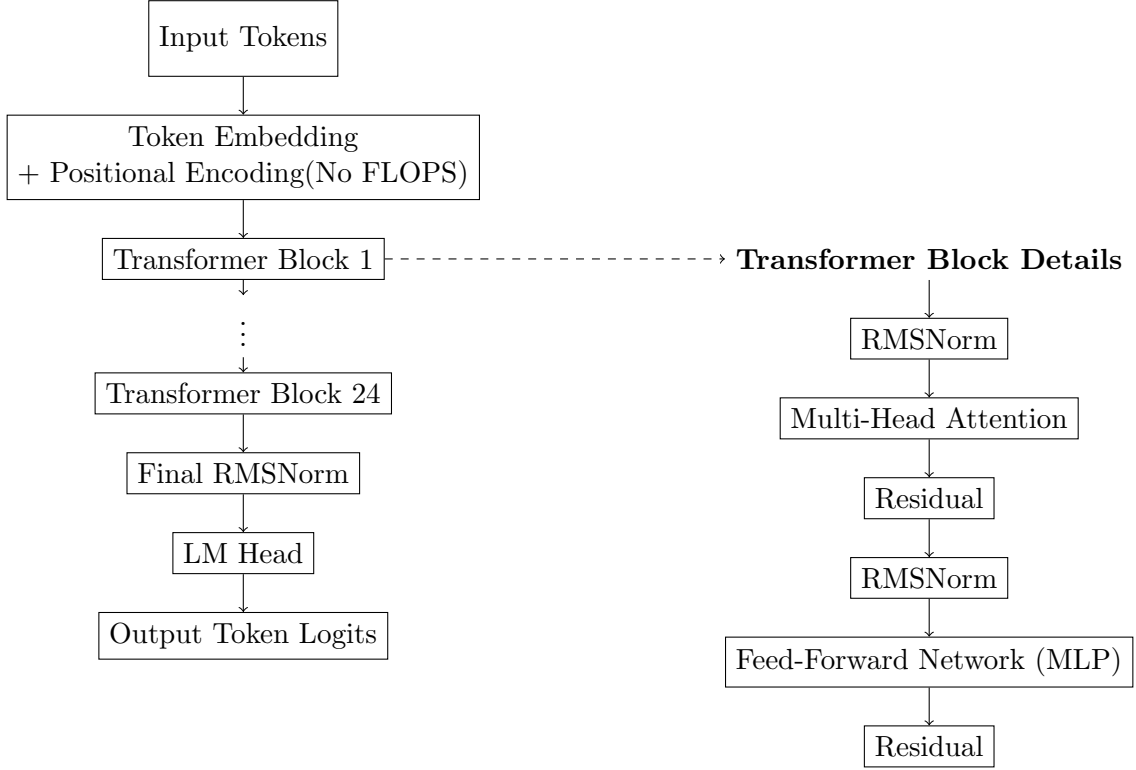 Input Tokens
Token Embedding
+ Positional Encoding(No FLOPS)
Transformer Block 1
⋮
Transformer Block 24
Final RMSNorm
LM Head
Output Token Logits
Transformer Block Details
RMSNorm
Multi-Head Attention
Residual
RMSNorm
Feed-Forward Network (MLP)
Residual